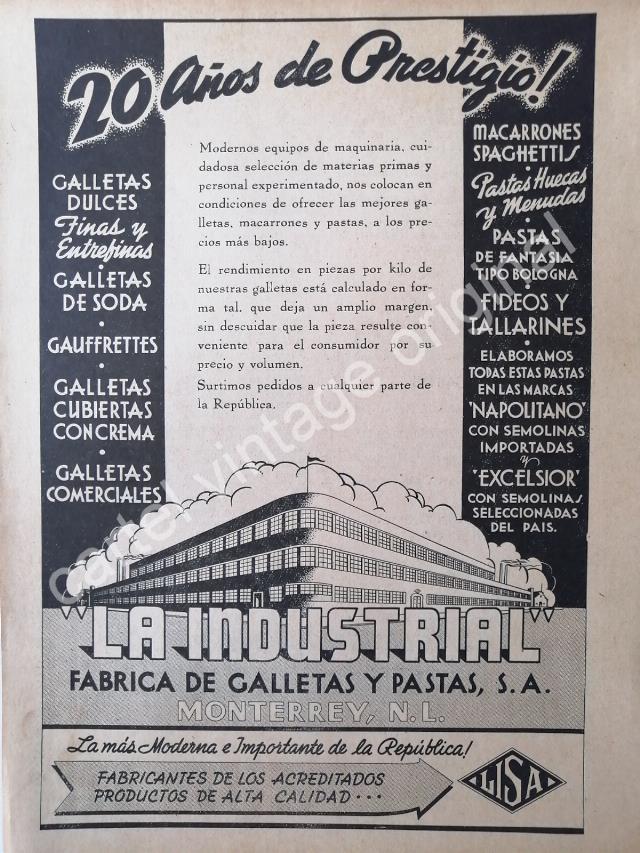 20 Años de Prestigio!
GALLETAS
DULCES
Finas y
Entrefinas
•
GALLETAS
DE SODA
•
GAUFFRETTES
•
GALLETAS
CUBIERTAS
CON CREMA
•
GALLETAS
COMERCIALES
Modernos equipos de maquinaria, cui-
dadosa selección de materias primas y
personal experimentado, nos colocan en
condiciones de ofrecer las mejores ga-
lletas, macarrones y pastas, a los pre-
cios más bajos.
El rendimiento en piezas por kilo de
nuestras galletas está calculado en for-
ma tal, que deja un amplio margen,
sin descuidar que la pieza resulte con-
veniente para el consumidor por su
precio y volumen.
Surtimos pedidos a cualquier parte de
la República.
MACARRONES
SPAGHETTIS
•
Pastas Huecas
y Menudas
•
PASTAS
DE FANTASIA
TIPO BOLOGNA
•
FIDEOS Y
TALLARINES
•
ELABORAMOS
TODAS ESTAS PASTAS
EN LAS MARCAS
'NAPOLITANO'
CON SEMOLINAS
IMPORTADAS
y
'EXCELSIOR'
CON SEMOLINAS
SELECCIONADAS
DEL PAIS.
cartel vintage original
"LA INDUSTRIAL"
FABRICA DE GALLETAS Y PASTAS, S.A.
MONTERREY, N.L.
La más Moderna e Importante de la República!
FABRICANTES DE LOS ACREDITADOS
PRODUCTOS DE ALTA CALIDAD...
LISA